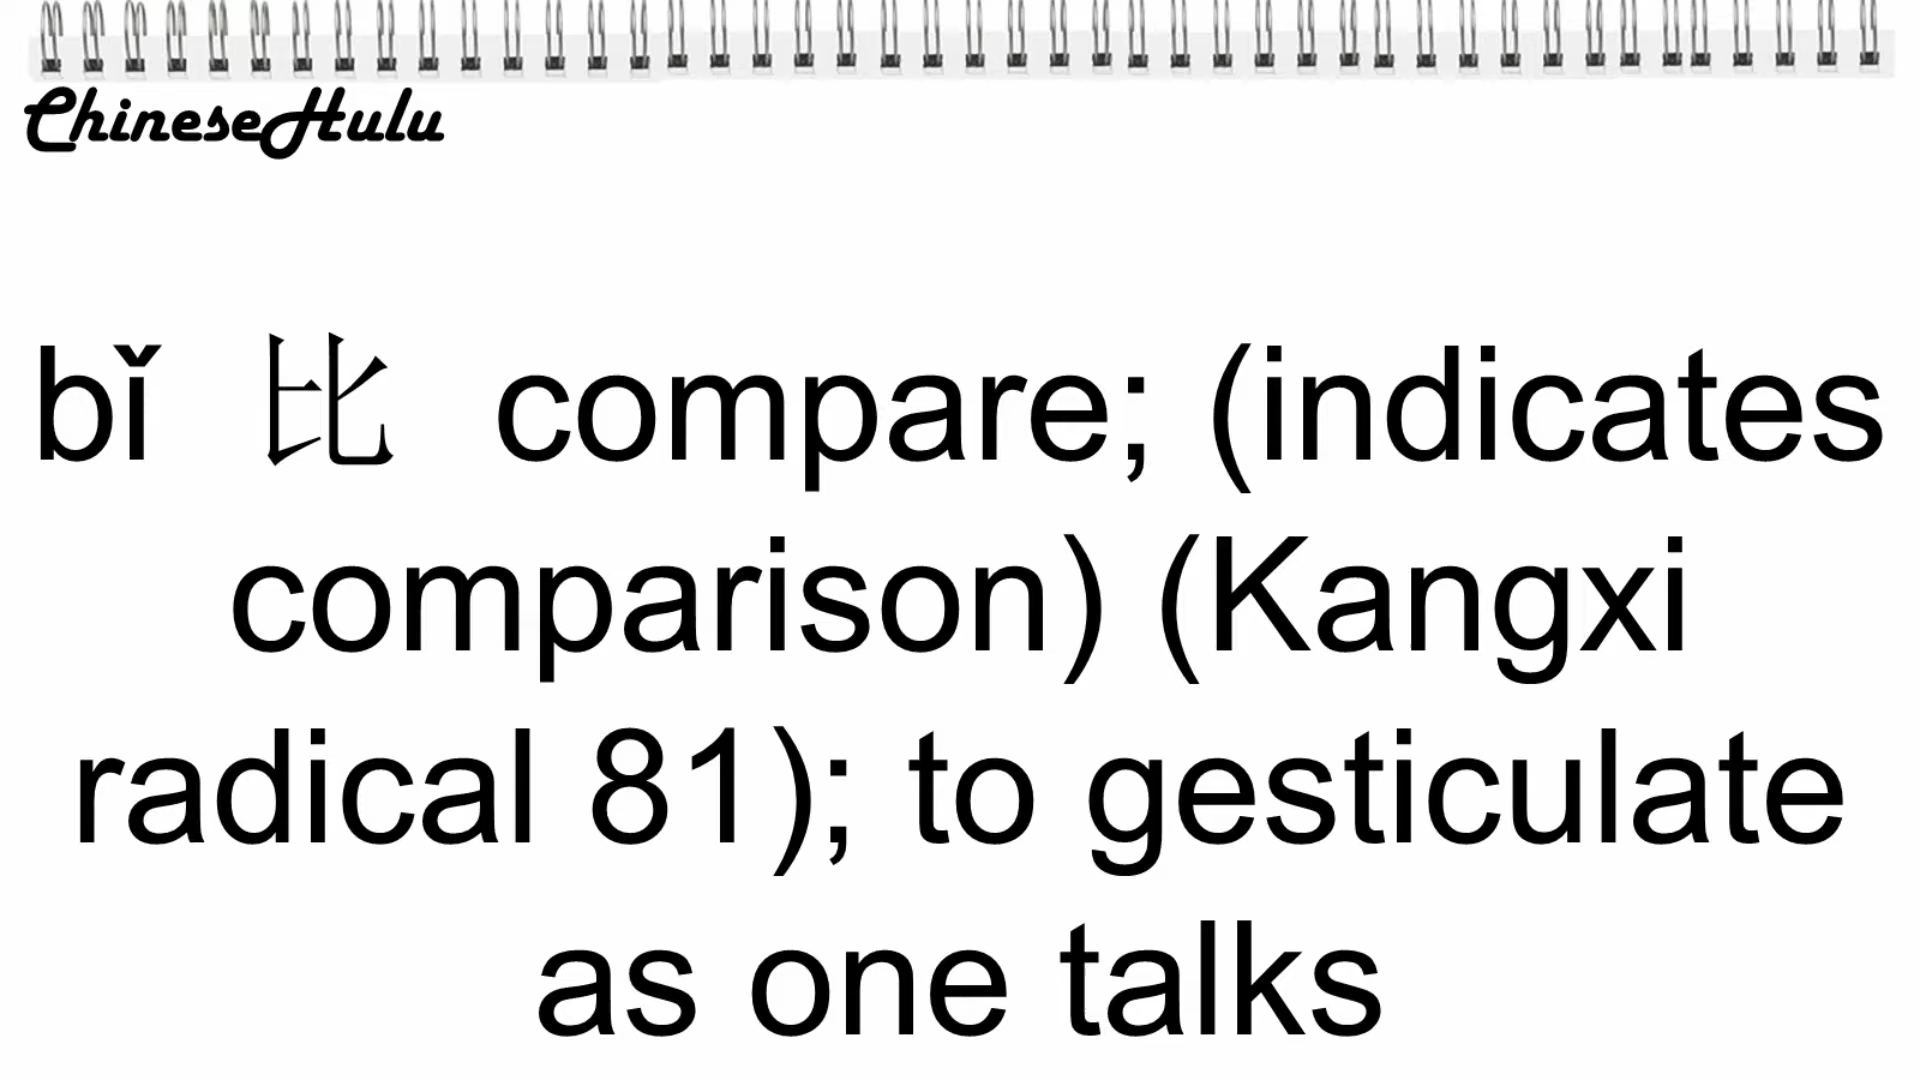 ChineseHulu
bǐ 比 compare; (indicates
comparison) (Kangxi
radical 81); to gesticulate
as one talks